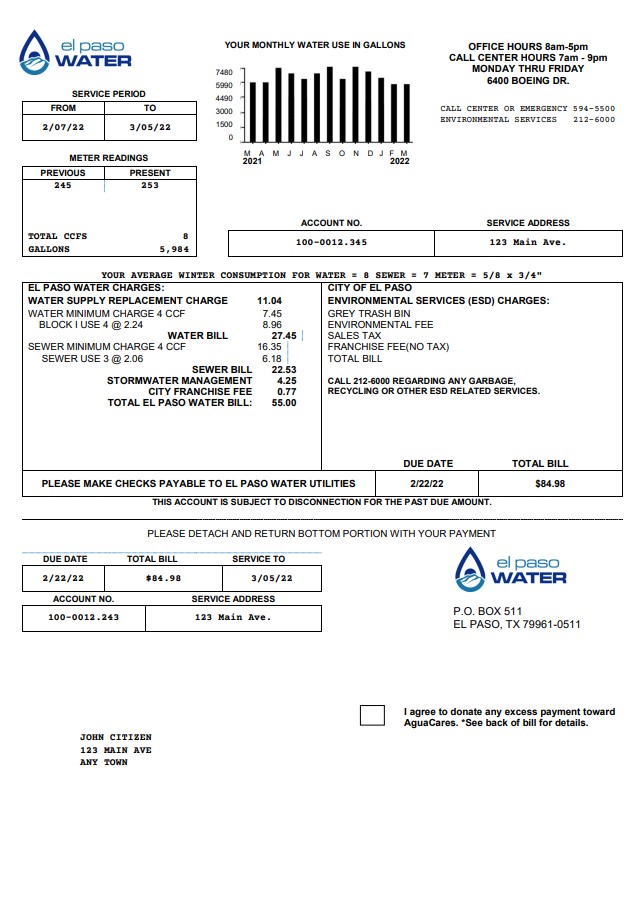 el paso
WATER
YOUR MONTHLY WATER USE IN GALLONS
7480
5990
4490
3000
1500
0
M A M J J A S O N D J F M
2021 2022
OFFICE HOURS 8am-5pm
CALL CENTER HOURS 7am - 9pm
MONDAY THRU FRIDAY
6400 BOEING DR.
CALL CENTER OR EMERGENCY 594-5500
ENVIRONMENTAL SERVICES 212-6000
SERVICE PERIOD
FROM TO
2/07/22 3/05/22
METER READINGS
PREVIOUS PRESENT
245 253
TOTAL CCFS 8
GALLONS 5,984
ACCOUNT NO. SERVICE ADDRESS
100-0012.345 123 Main Ave.
YOUR AVERAGE WINTER CONSUMPTION FOR WATER = 8 SEWER = 7 METER = 5/8 x 3/4"
EL PASO WATER CHARGES:
WATER SUPPLY REPLACEMENT CHARGE 11.04
WATER MINIMUM CHARGE 4 CCF 7.45
BLOCK I USE 4 @ 2.24 8.96
WATER BILL 27.45
SEWER MINIMUM CHARGE 4 CCF 16.35
SEWER USE 3 @ 2.06 6.18
SEWER BILL 22.53
STORMWATER MANAGEMENT 4.25
CITY FRANCHISE FEE 0.77
TOTAL EL PASO WATER BILL: 55.00
CITY OF EL PASO
ENVIRONMENTAL SERVICES (ESD) CHARGES:
GREY TRASH BIN
ENVIRONMENTAL FEE
SALES TAX
FRANCHISE FEE(NO TAX)
TOTAL BILL
CALL 212-6000 REGARDING ANY GARBAGE,
RECYCLING OR OTHER ESD RELATED SERVICES.
DUE DATE TOTAL BILL
PLEASE MAKE CHECKS PAYABLE TO EL PASO WATER UTILITIES 2/22/22 $84.98
THIS ACCOUNT IS SUBJECT TO DISCONNECTION FOR THE PAST DUE AMOUNT.
PLEASE DETACH AND RETURN BOTTOM PORTION WITH YOUR PAYMENT
DUE DATE TOTAL BILL SERVICE TO
2/22/22 $84.98 3/05/22
ACCOUNT NO. SERVICE ADDRESS
100-0012.243 123 Main Ave.
el paso
WATER
P.O. BOX 511
EL PASO, TX 79961-0511
I agree to donate any excess payment toward
AguaCares. *See back of bill for details.
JOHN CITIZEN
123 MAIN AVE
ANY TOWN